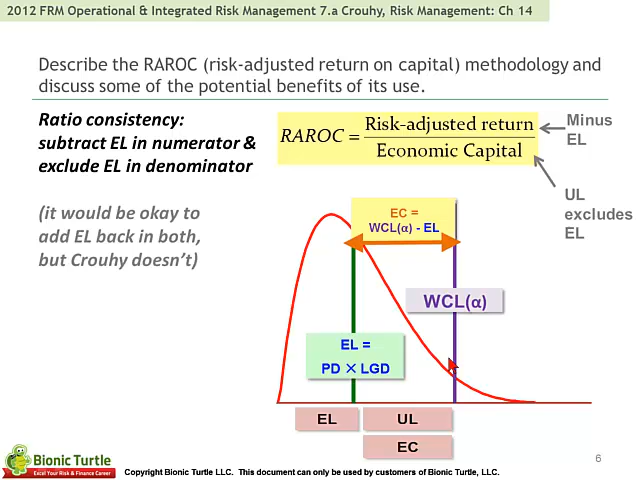 2012 FRM Operational & Integrated Risk Management 7.a Crouhy, Risk Management: Ch 14
Describe the RAROC (risk-adjusted return on capital) methodology and
discuss some of the potential benefits of its use.
Ratio consistency:
subtract EL in numerator &
exclude EL in denominator
(it would be okay to
add EL back in both,
but Crouhy doesn't)
RAROC = Risk-adjusted return
Economic Capital
Minus
EL
UL
excludes
EL
EC =
WCL(α) - EL
WCL(α)
EL =
PD × LGD
EL
UL
EC
Bionic Turtle
Excel Your Risk & Finance Career
Copyright Bionic Turtle LLC. This document can only be used by customers of Bionic Turtle, LLC.
6